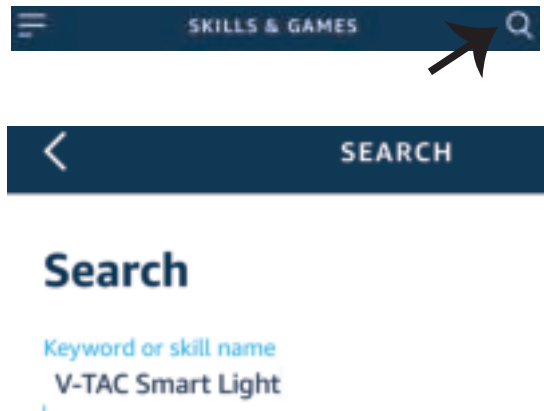 SKILLS & GAMES
SEARCH
Search
Keyword or skill name
V-TAC Smart Light